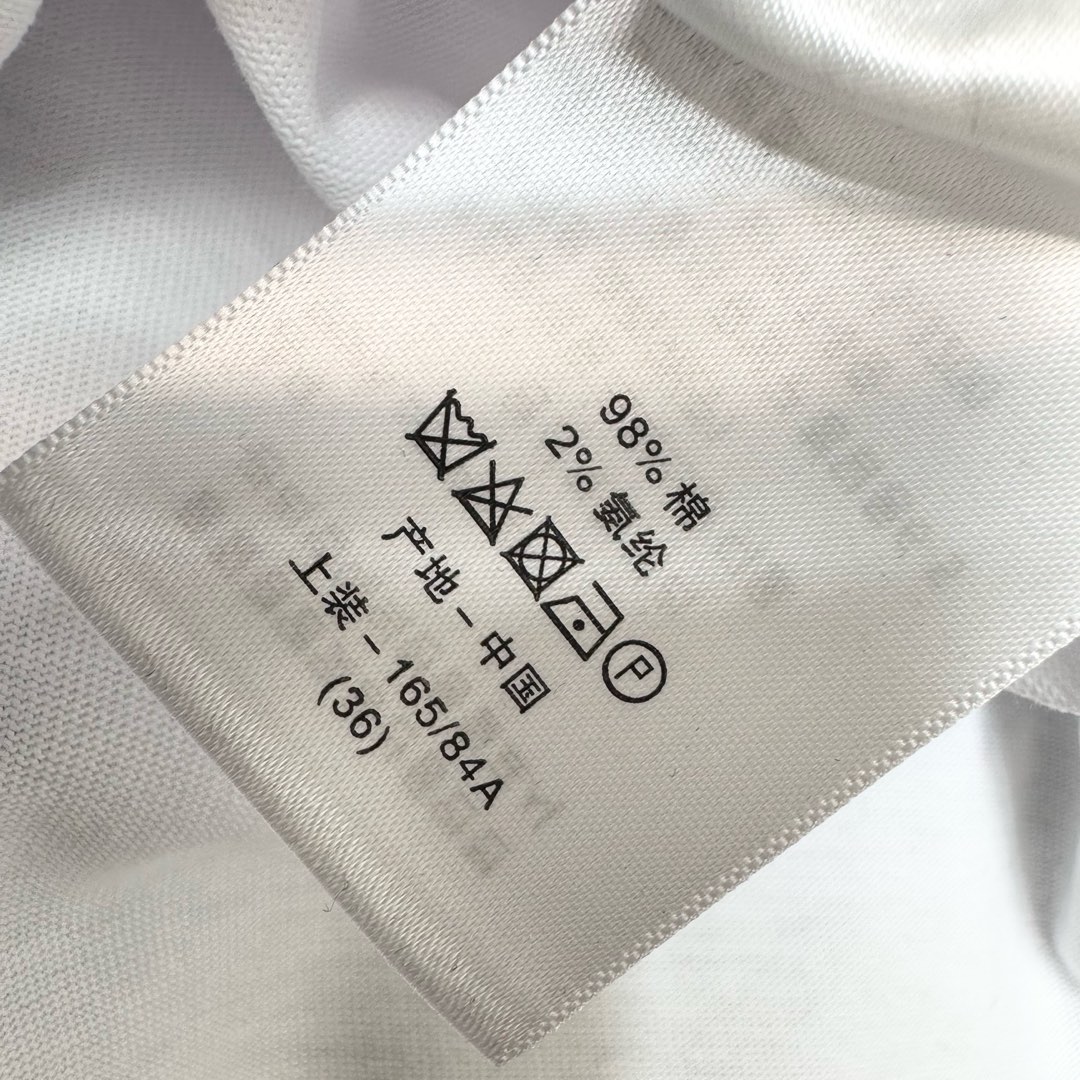 98% 棉
2% 氨纶
P
产地 – 中国
上装 – 165/84A
(36)